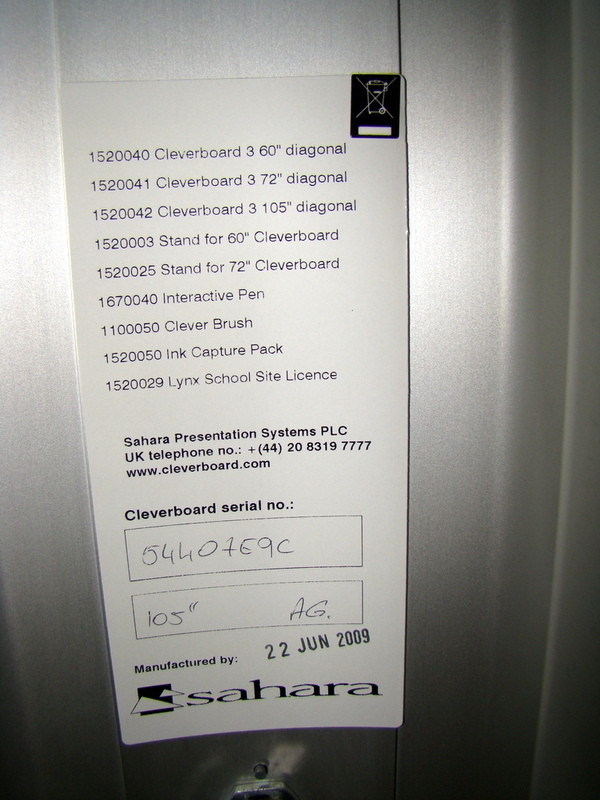 1520040 Cleverboard 3 60" diagonal
1520041 Cleverboard 3 72" diagonal
1520042 Cleverboard 3 105" diagonal
1520003 Stand for 60" Cleverboard
1520025 Stand for 72" Cleverboard
1670040 Interactive Pen
1100050 Clever Brush
1520050 Ink Capture Pack
1520029 Lynx School Site Licence
Sahara Presentation Systems PLC
UK telephone no.: +(44) 20 8319 7777
www.cleverboard.com
Cleverboard serial no.:
54407E9C
105" AG.
22 JUN 2009
Manufactured by:
sahara